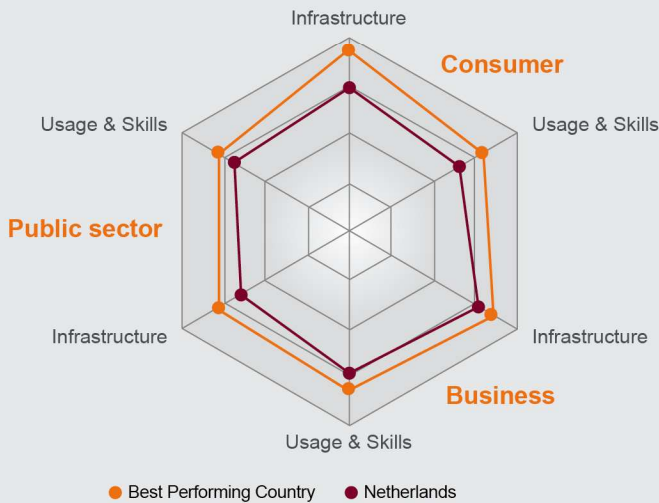 Infrastructure
Consumer
Usage & Skills
Usage & Skills
Public sector
Infrastructure
Infrastructure
Business
Usage & Skills
Best Performing Country
Netherlands